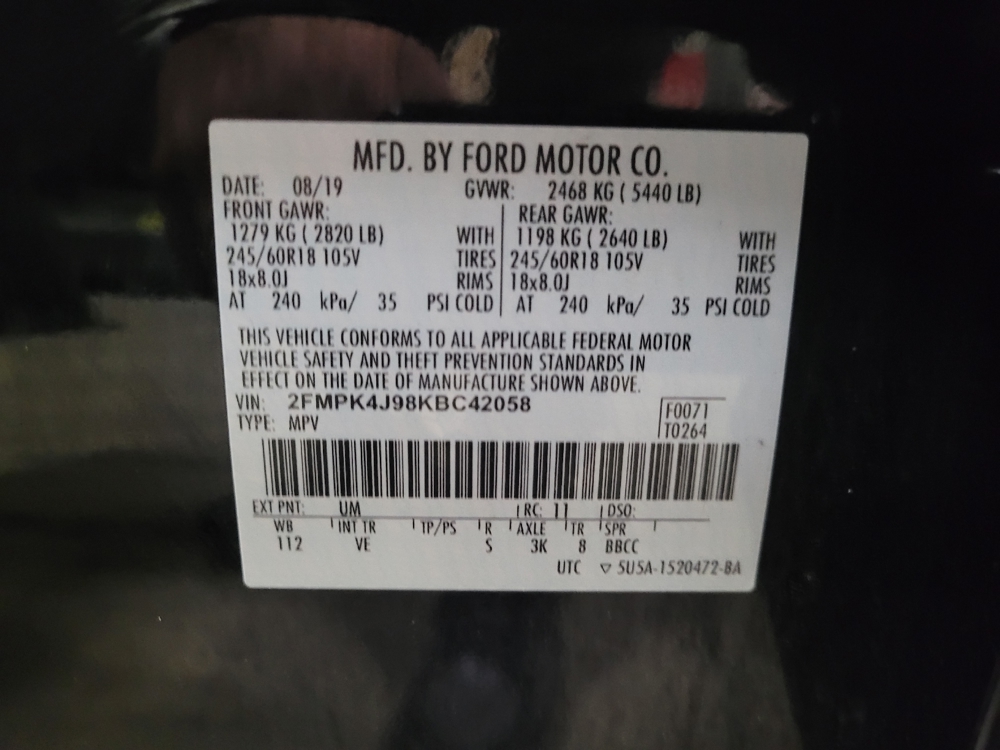 MFD. BY FORD MOTOR CO.
DATE: 08/19 GVWR: 2468 KG ( 5440 LB)
FRONT GAWR: REAR GAWR:
1279 KG ( 2820 LB) WITH 1198 KG ( 2640 LB) WITH
245/60R18 105V TIRES 245/60R18 105V TIRES
18x8.0J RIMS 18x8.0J RIMS
AT 240 kPa/ 35 PSI COLD AT 240 kPa/ 35 PSI COLD
THIS VEHICLE CONFORMS TO ALL APPLICABLE FEDERAL MOTOR
VEHICLE SAFETY AND THEFT PREVENTION STANDARDS IN
EFFECT ON THE DATE OF MANUFACTURE SHOWN ABOVE.
VIN: 2FMPK4J98KBC42058 F0071
TYPE: MPV T0264
EXT PNT: UM RC: 11 DSO:
WB INT TR TP/PS R AXLE TR SPR
112 VE S 3K 8 BBCC
UTC ▽ 5U5A-1520472-BA